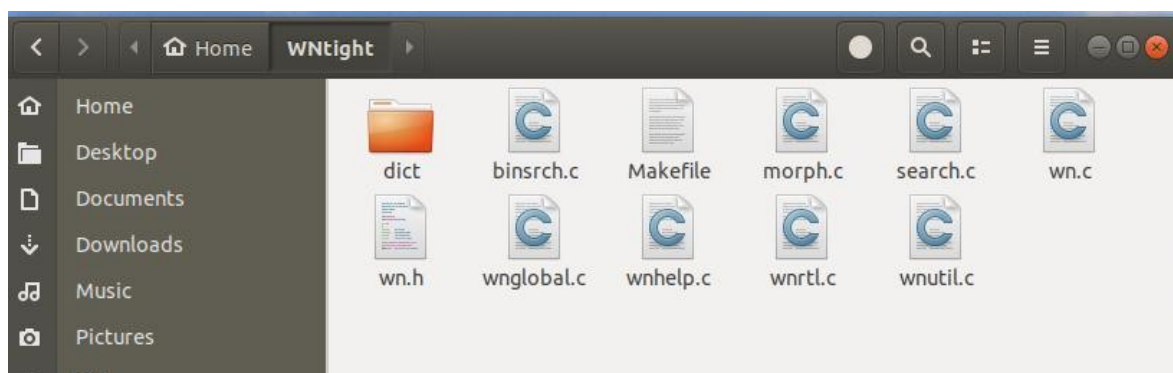 Home WNtight
Home
Desktop
Documents
Downloads
Music
Pictures
dict binsrch.c Makefile morph.c search.c wn.c
wn.h wnglobal.c wnhelp.c wnrtl.c wnutil.c